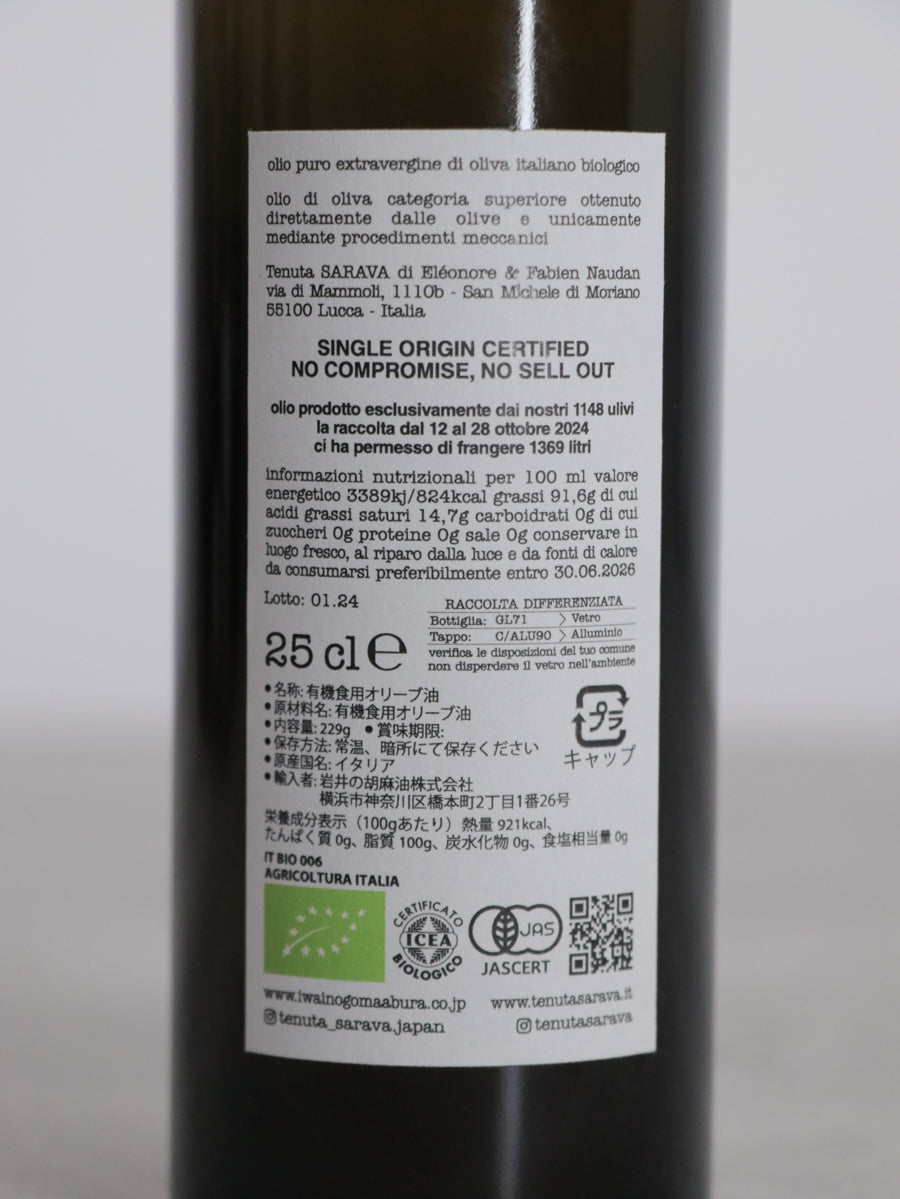 olio puro extravergine di oliva italiano biologico
olio di oliva categoria superiore ottenuto
direttamente dalle olive e unicamente
mediante procedimenti meccanici
Tenuta SARAVA di Eléonore & Fabien Naudan
via di Mammoli, 1110b - San Michele di Moriano
55100 Lucca - Italia
SINGLE ORIGIN CERTIFIED
NO COMPROMISE, NO SELL OUT
olio prodotto esclusivamente dai nostri 1148 ulivi
la raccolta dal 12 al 28 ottobre 2024
ci ha permesso di frangere 1369 litri
informazioni nutrizionali per 100 ml valore
energetico 3389kj/824kcal grassi 91,6g di cui
acidi grassi saturi 14,7g carboidrati 0g di cui
zuccheri 0g proteine 0g sale 0g conservare in
luogo fresco, al riparo dalla luce e da fonti di calore
da consumarsi preferibilmente entro 30.06.2026
Lotto: 01.24
RACCOLTA DIFFERENZIATA
Bottiglia: GL71 > Vetro
Tappo: C/ALU90 > Alluminio
verifica le disposizioni del tuo comune
non disperdere il vetro nell'ambiente
25 cl e
•名称: 有機食用オリーブ油
•原材料名: 有機食用オリーブ油
•内容量: 229g •賞味期限:
•保存方法: 常温、暗所にて保存ください
•原産国名: イタリア
•輸入者: 岩井の胡麻油株式会社
横浜市神奈川区橋本町2丁目1番26号
プラ
キャップ
栄養成分表示（100gあたり）熱量 921kcal、
たんぱく質 0g、脂質 100g、炭水化物 0g、食塩相当量 0g
IT BIO 006
AGRICOLTURA ITALIA
CERTIFICATO
ICEA
BIOLOGICO
JAS
JASCERT
www.iwainogomaabura.co.jp www.tenutasarava.it
tenuta_sarava.japan tenutasarava